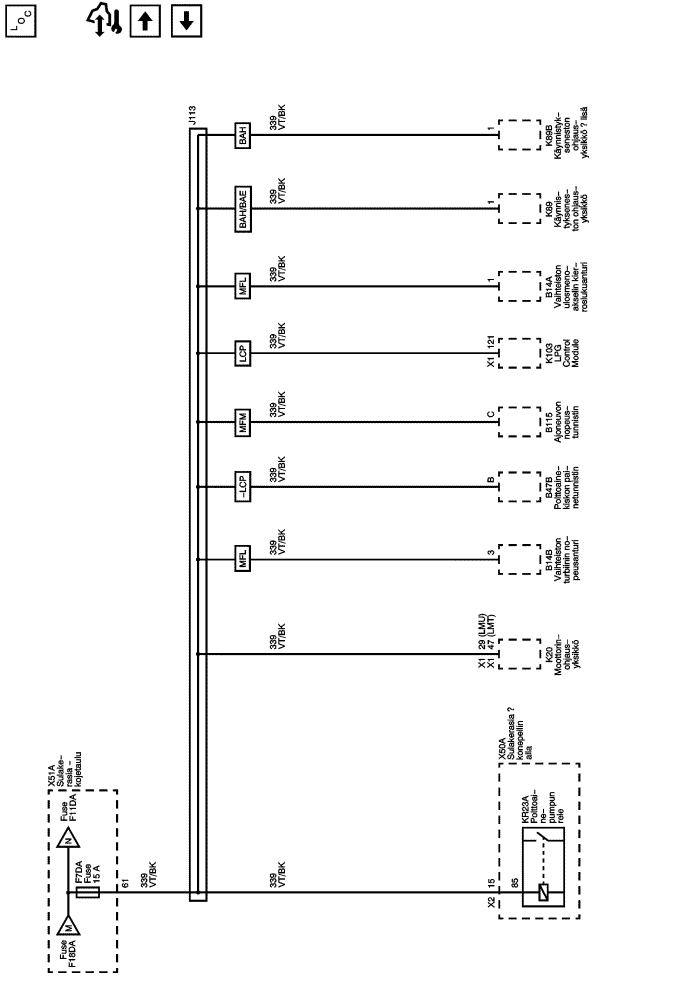 LOC
Fuse
F18DA
M
N
Fuse
F11DA
X51A
Sulake–
rasia –
kojetaulu
F7DA
Fuse
15 A
61
339
VT/BK
J113
339
VT/BK
X2 15
85
KR23A
Polttoai–
ne–
pumpun
rele
X50A
Sulakerasia ?
konepellin
alla
339
VT/BK
X1 29 (LMU)
X1 47 (LMT)
K20
Moottorin–
ohjaus–
yksikkö
MFL
339
VT/BK
3
B14B
Vaihteiston
turbiinin no–
peusanturi
–LCP
339
VT/BK
B
B47B
Polttoaine–
kiskon pai–
netunnistin
MFM
339
VT/BK
C
B115
Ajoneuvon
nopeus–
tunnistin
LCP
339
VT/BK
X1 121
K103
LPG
Control
Module
MFL
339
VT/BK
1
B14A
Vaihteiston
ulosmeno–
akselin kier–
roslukuanturi
BAH/BAE
339
VT/BK
1
K89
Käynnis–
tyksenes–
ton ohjaus–
yksikkö
BAH
339
VT/BK
1
K89B
Käynnistyk–
seneston
ohjaus–
yksikkö ? lisä